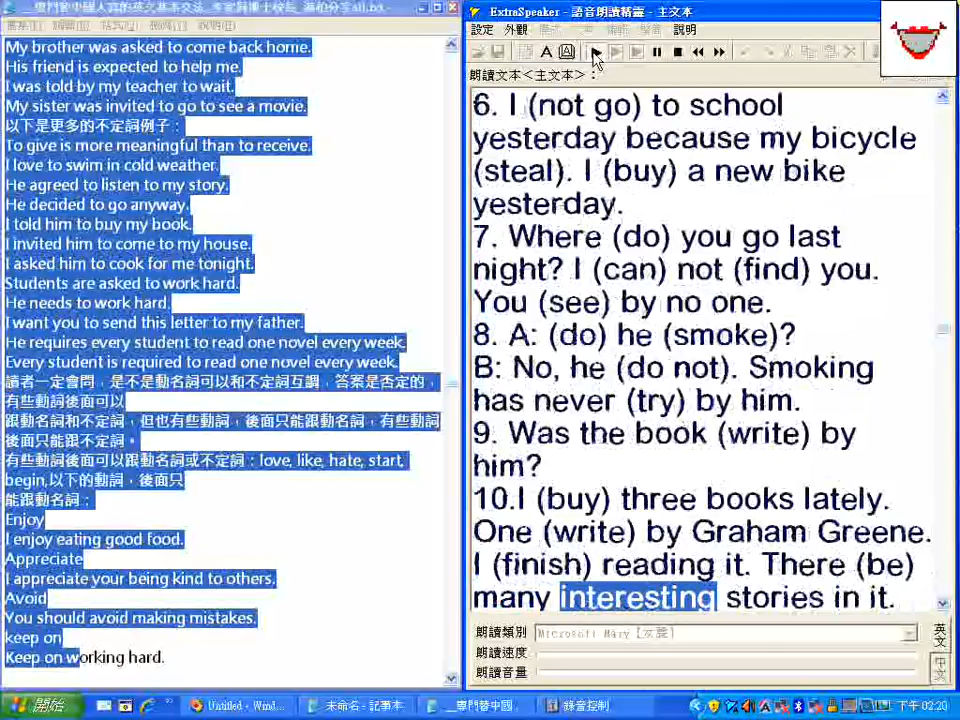 My brother was asked to come back home.
His friend is expected to help me.
I was told by my teacher to wait.
My sister was invited to go to see a movie.
以下是更多的不定詞例子：
To give is more meaningful than to receive.
I love to swim in cold weather.
He agreed to listen to my story.
He decided to go anyway.
I told him to buy my book.
I invited him to come to my house.
I asked him to cook for me tonight.
Students are asked to work hard.
He needs to work hard.
I want you to send this letter to my father.
He requires every student to read one novel every week.
Every student is required to read one novel every week.
讀者一定會問，是不是動名詞可以和不定詞互調，答案是否定的，
有些動詞後面可以
跟動名詞和不定詞，但也有些動詞，後面只能跟動名詞，有些動詞
後面只能跟不定詞。
有些動詞後面可以跟動名詞或不定詞：love, like, hate, start,
begin,以下的動詞，後面只
能跟動名詞：
Enjoy
I enjoy eating good food.
Appreciate
I appreciate your being kind to others.
Avoid
You should avoid making mistakes.
keep on
Keep on working hard.
ExtraSpeaker - 語音朗讀精靈 - 主文本
設定 外觀 說明
朗讀文本<主文本>：
6. I (not go) to school
yesterday because my bicycle
(steal). I (buy) a new bike
yesterday.
7. Where (do) you go last
night? I (can) not (find) you.
You (see) by no one.
8. A: (do) he (smoke)?
B: No, he (do not). Smoking
has never (try) by him.
9. Was the book (write) by
him?
10.I (buy) three books lately.
One (write) by Graham Greene.
I (finish) reading it. There (be)
many interesting stories in it.
朗讀類別 Microsoft Mary【友聲】
英文
朗讀速度
朗讀音量
中文
開始
Untitled - Wind...
未命名 - 記事本
__專門替中國...
錄音控制
下午 03:20